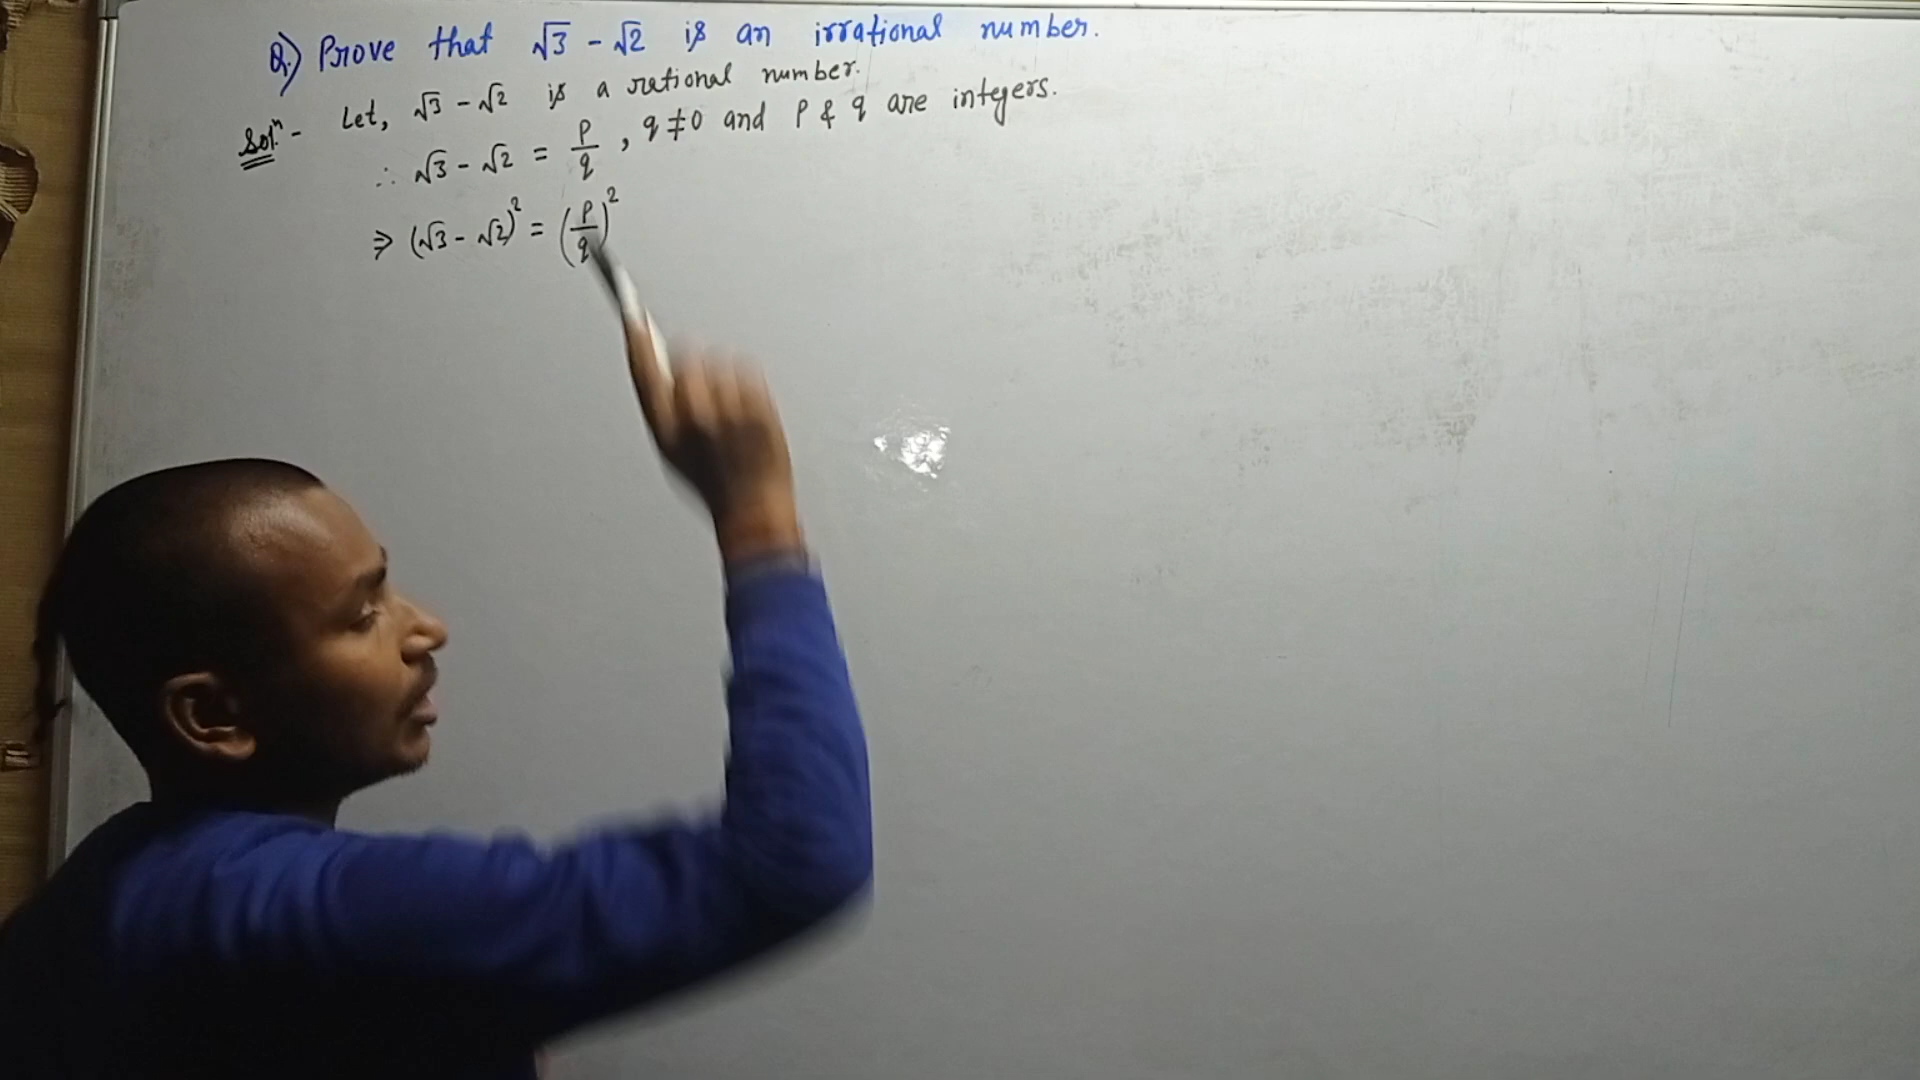 Q.) Prove that √3 - √2 is an irrational number.
Solⁿ - Let, √3 - √2 is a rational number.
∴ √3 - √2 = p/q , q ≠ 0 and p & q are integers.
⇒ (√3 - √2)² = (p/q)²